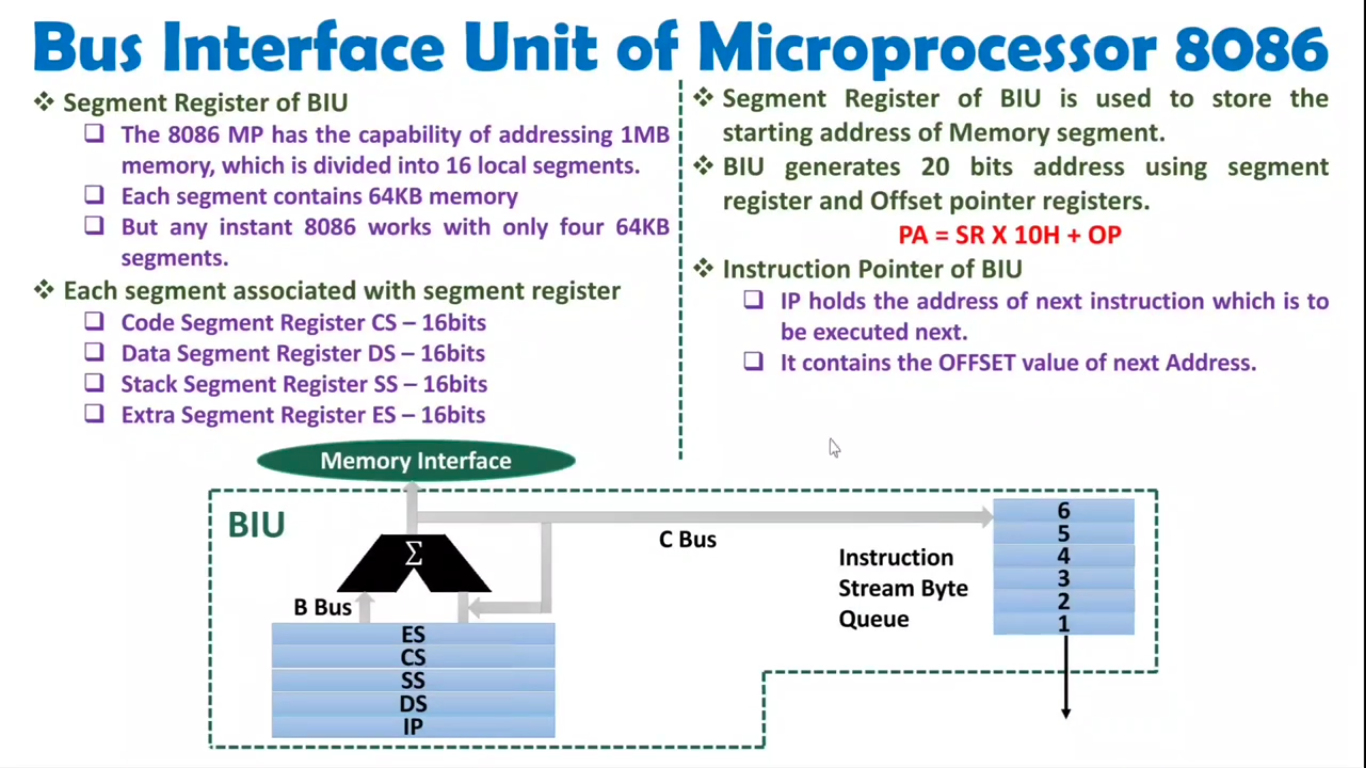 Bus Interface Unit of Microprocessor 8086
❖ Segment Register of BIU
❑ The 8086 MP has the capability of addressing 1MB
memory, which is divided into 16 local segments.
❑ Each segment contains 64KB memory
❑ But any instant 8086 works with only four 64KB
segments.
❖ Each segment associated with segment register
❑ Code Segment Register CS – 16bits
❑ Data Segment Register DS – 16bits
❑ Stack Segment Register SS – 16bits
❑ Extra Segment Register ES – 16bits
❖ Segment Register of BIU is used to store the
starting address of Memory segment.
❖ BIU generates 20 bits address using segment
register and Offset pointer registers.
PA = SR X 10H + OP
❖ Instruction Pointer of BIU
❑ IP holds the address of next instruction which is to
be executed next.
❑ It contains the OFFSET value of next Address.
Memory Interface
BIU
Σ
B Bus
C Bus
ES
CS
SS
DS
IP
Instruction
Stream Byte
Queue
6
5
4
3
2
1